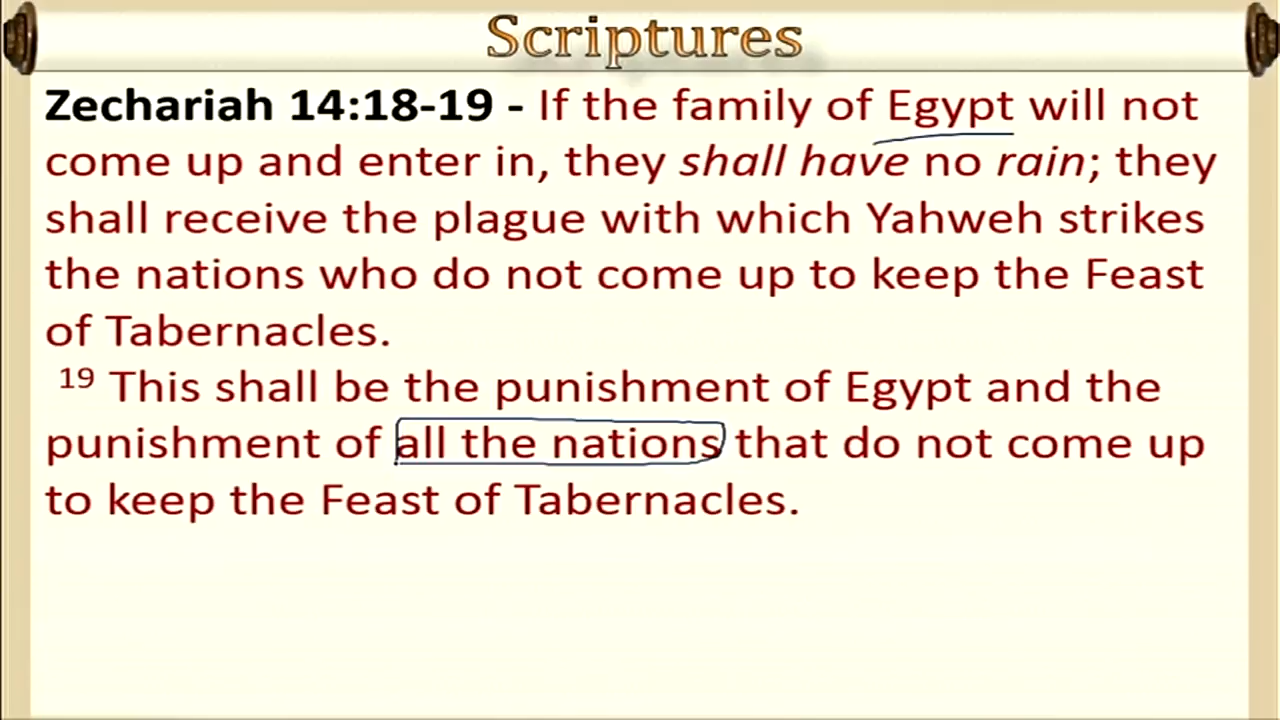 Scriptures
Zechariah 14:18-19 - If the family of Egypt will not
come up and enter in, they shall have no rain; they
shall receive the plague with which Yahweh strikes
the nations who do not come up to keep the Feast
of Tabernacles.
19 This shall be the punishment of Egypt and the
punishment of all the nations that do not come up
to keep the Feast of Tabernacles.